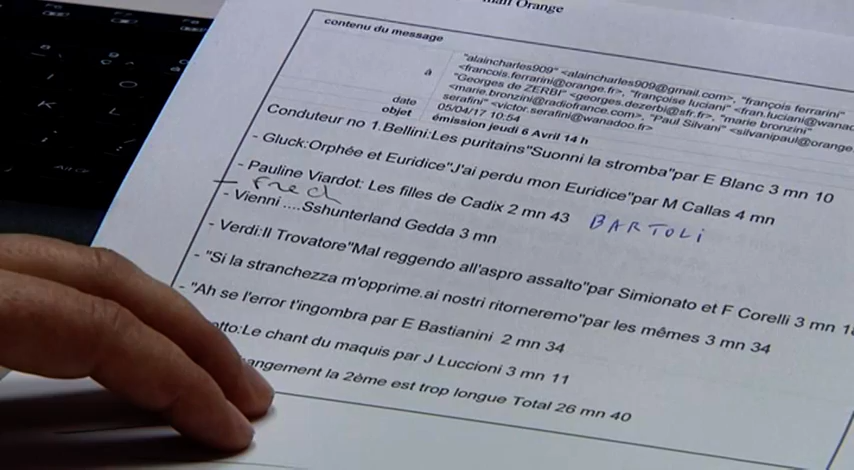 Orange
contenu du message
à
"alaincharles909" <alaincharles909@gmail.com>, "françois ferrarini"
<francois.ferrarini@orange.fr>, "françoise luciani" <fran.luciani@wanadoo
"Georges de ZERBI" <georges.dezerbi@sfr.fr>, "marie bronzini"
<marie.bronzini@radiofrance.com>, "Paul Silvani" <silvanipaul@orange
serafini" <victor.serafini@wanadoo.fr>
date
05/04/17 10:54
objet
émission jeudi 6 Avril 14 h
Conduteur no 1.Bellini:Les puritains"Suonni la stromba"par E Blanc 3 mn 10
- Gluck:Orphée et Euridice"J'ai perdu mon Euridice"par M Callas 4 mn
- Pauline Viardot: Les filles de Cadix 2 mn 43 BARTOLI
- Vienni ....Sshunterland Gedda 3 mn
- Verdi:Il Trovatore"Mal reggendo all'aspro assalto"par Simionato et F Corelli 3 mn
- "Si la stranchezza m'opprime.ai nostri ritorneremo"par les mêmes 3 mn 34
- "Ah se l'error t'ingombra par E Bastianini 2 mn 34
otto:Le chant du maquis par J Luccioni 3 mn 11
angement la 2ème est trop longue Total 26 mn 40